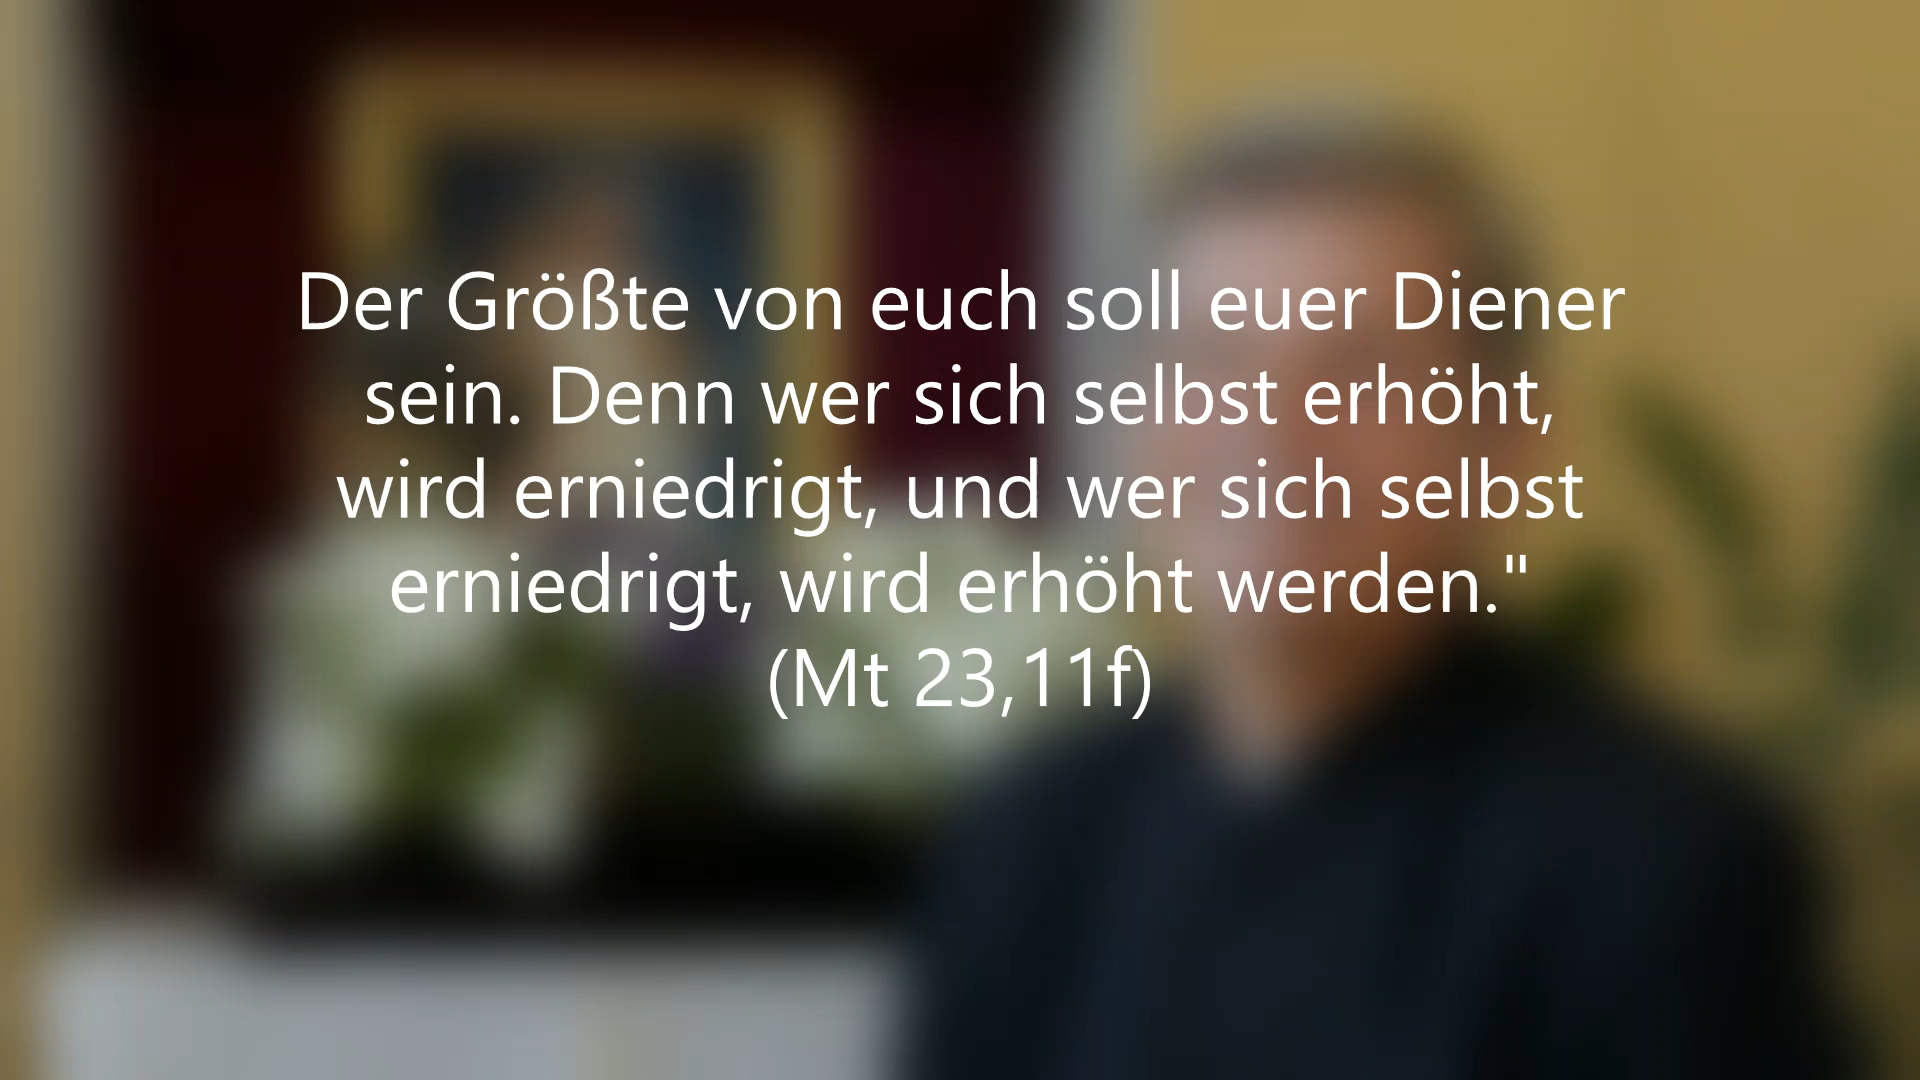 Der Größte von euch soll euer Diener
sein. Denn wer sich selbst erhöht,
wird erniedrigt, und wer sich selbst
erniedrigt, wird erhöht werden."
(Mt 23,11f)